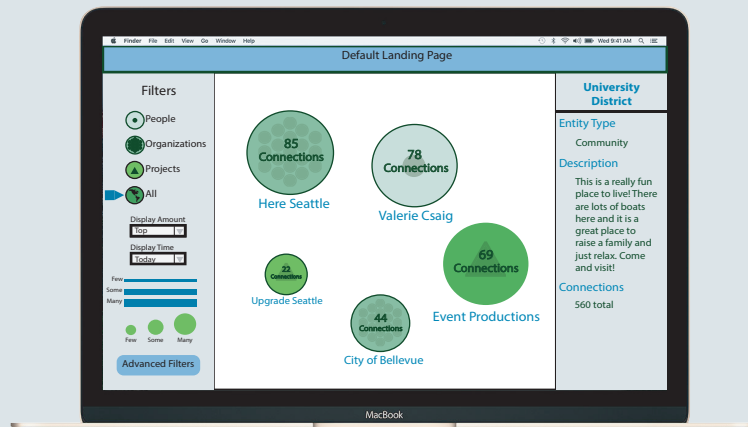 Finder File Edit View Go Window Help
Wed 9:41 AM
Default Landing Page
Filters
People
Organizations
Projects
All
Display Amount
Top
Display Time
Today
Few
Some
Many
Few Some Many
Advanced Filters
85
Connections
Here Seattle
78
Connections
Valerie Csaig
69
Connections
Event Productions
22
Connections
Upgrade Seattle
44
Connections
City of Bellevue
University
District
Entity Type
Community
Description
This is a really fun
place to live! There
are lots of boats
here and it is a
great place to
raise a family and
just relax. Come
and visit!
Connections
560 total
MacBook